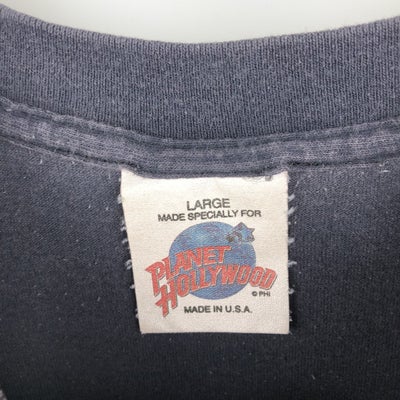 LARGE
MADE SPECIALLY FOR
PLANET
HOLLYWOOD
© PHI
MADE IN U.S.A.